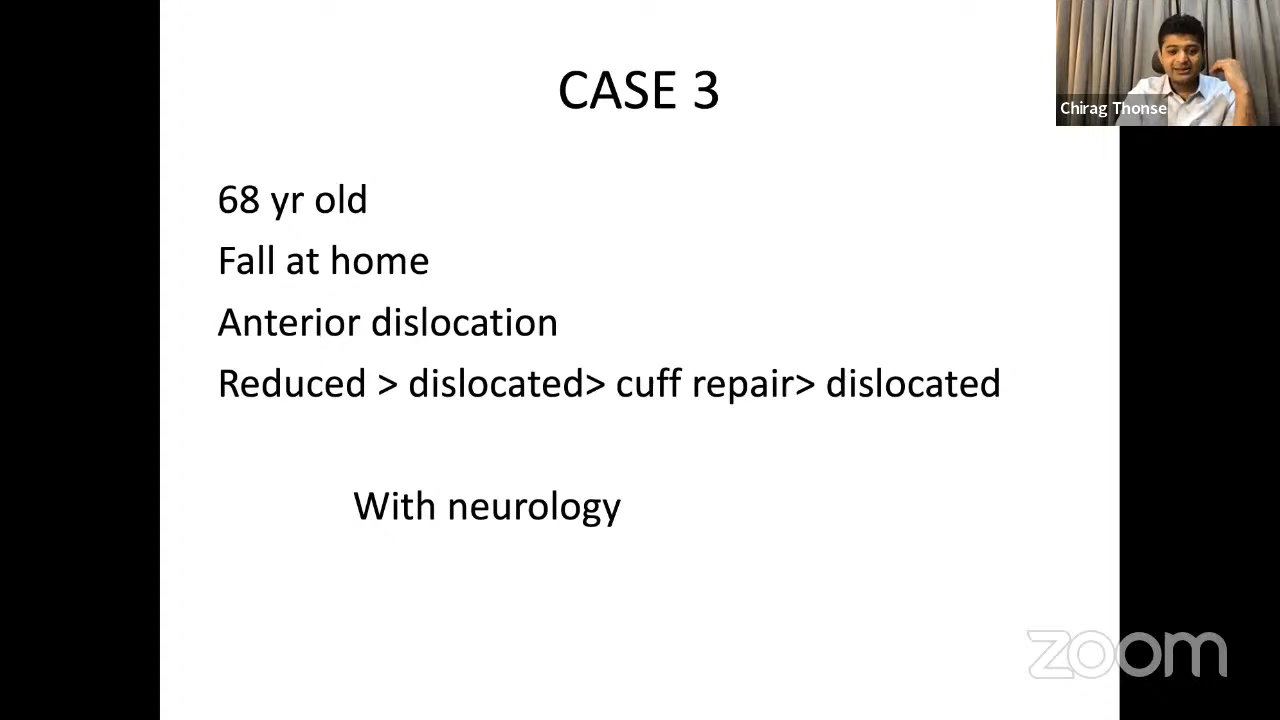 CASE 3
Chirag Thonse
68 yr old
Fall at home
Anterior dislocation
Reduced > dislocated> cuff repair> dislocated
With neurology
zoom